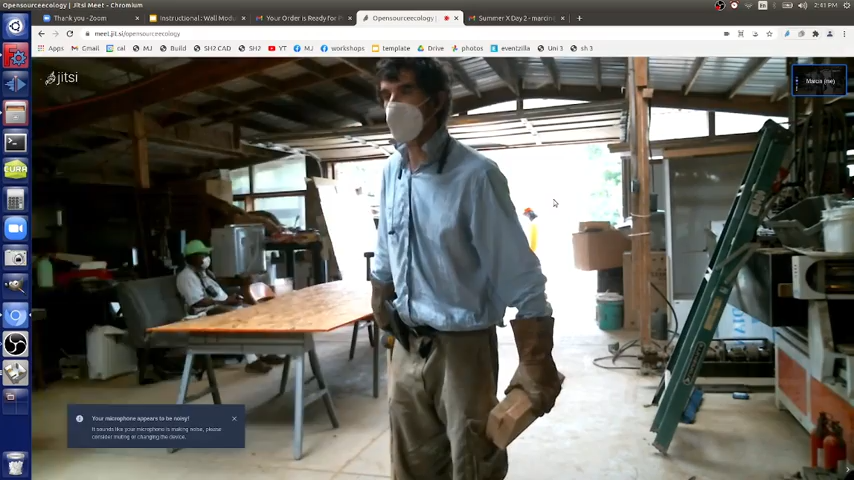 Jitsi Meet - Chromium
2:41 PM
Thank you - Zoom
Instructional: Wall Modu
Your Order is Ready for P
Opensourceecology
Summer X Day 2 - marcin
meet.jit.si/opensourceecology
Apps
Gmail
cal
MJ
Build
SH2 CAD
SH2
YT
MJ
workshops
template
Drive
photos
eventzilla
Uni 3
sh 3
jitsi
Marcin (me)
CURA
Your microphone appears to be noisy!
It sounds like your microphone is making noise, please
consider muting or changing the device.